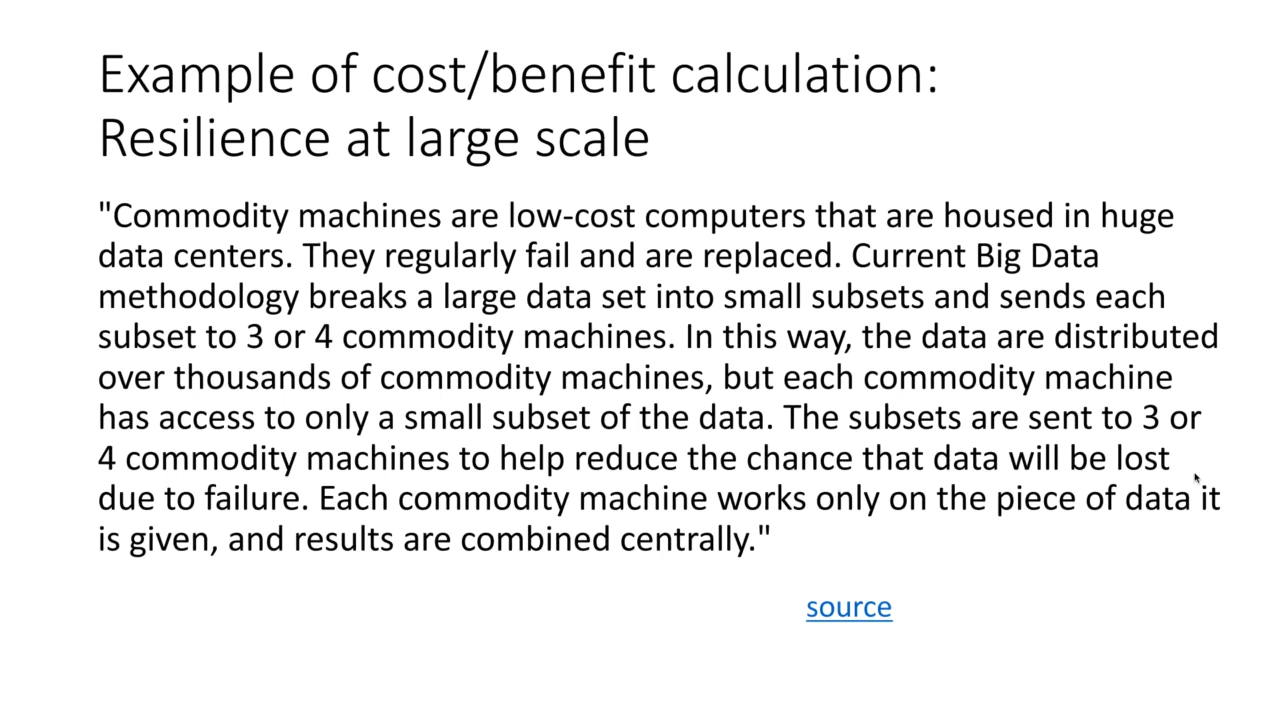 Example of cost/benefit calculation:
Resilience at large scale
"Commodity machines are low-cost computers that are housed in huge
data centers. They regularly fail and are replaced. Current Big Data
methodology breaks a large data set into small subsets and sends each
subset to 3 or 4 commodity machines. In this way, the data are distributed
over thousands of commodity machines, but each commodity machine
has access to only a small subset of the data. The subsets are sent to 3 or
4 commodity machines to help reduce the chance that data will be lost
due to failure. Each commodity machine works only on the piece of data it
is given, and results are combined centrally."
source